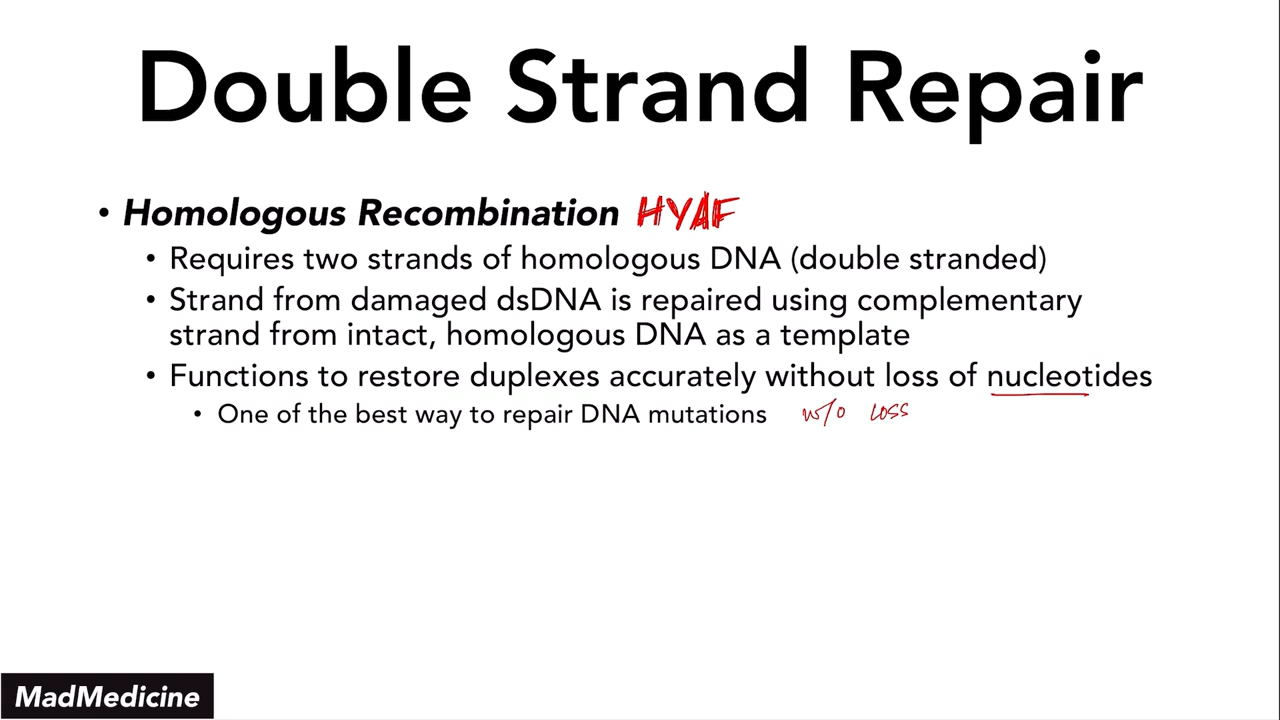 Double Strand Repair
• Homologous Recombination HYAF
• Requires two strands of homologous DNA (double stranded)
• Strand from damaged dsDNA is repaired using complementary
strand from intact, homologous DNA as a template
• Functions to restore duplexes accurately without loss of nucleotides
• One of the best way to repair DNA mutations w/o loss
MadMedicine